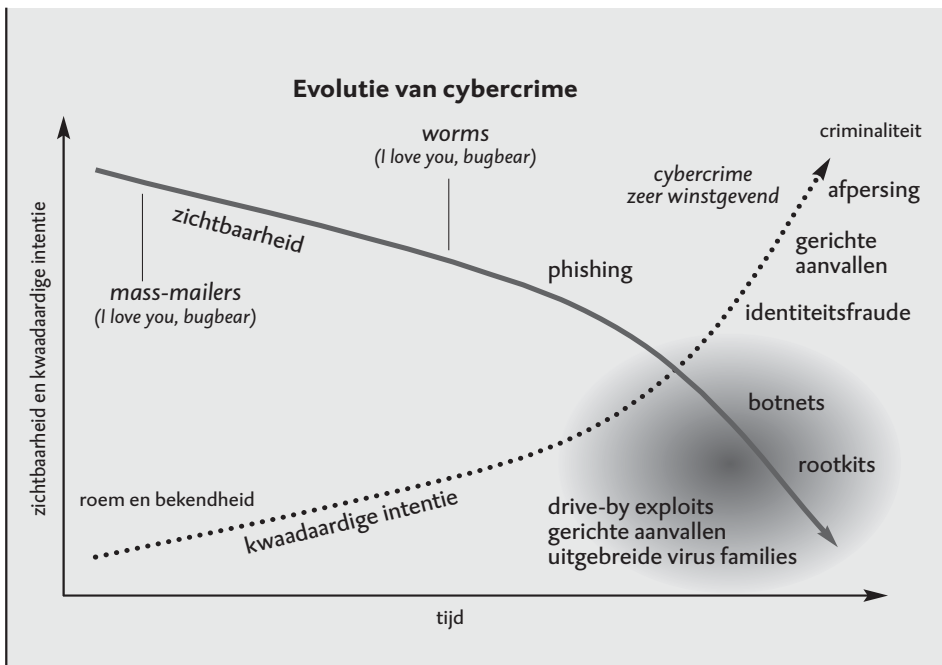 Evolutie van cybercrime
zichtbaarheid en kwaadaardige intentie
worms
(I love you, bugbear)
criminaliteit
cybercrime
zeer winstgevend
afpersing
zichtbaarheid
gerichte
aanvallen
phishing
mass-mailers
(I love you, bugbear)
identiteitsfraude
botnets
rootkits
roem en bekendheid
kwaadaardige intentie
drive-by exploits
gerichte aanvallen
uitgebreide virus families
tijd